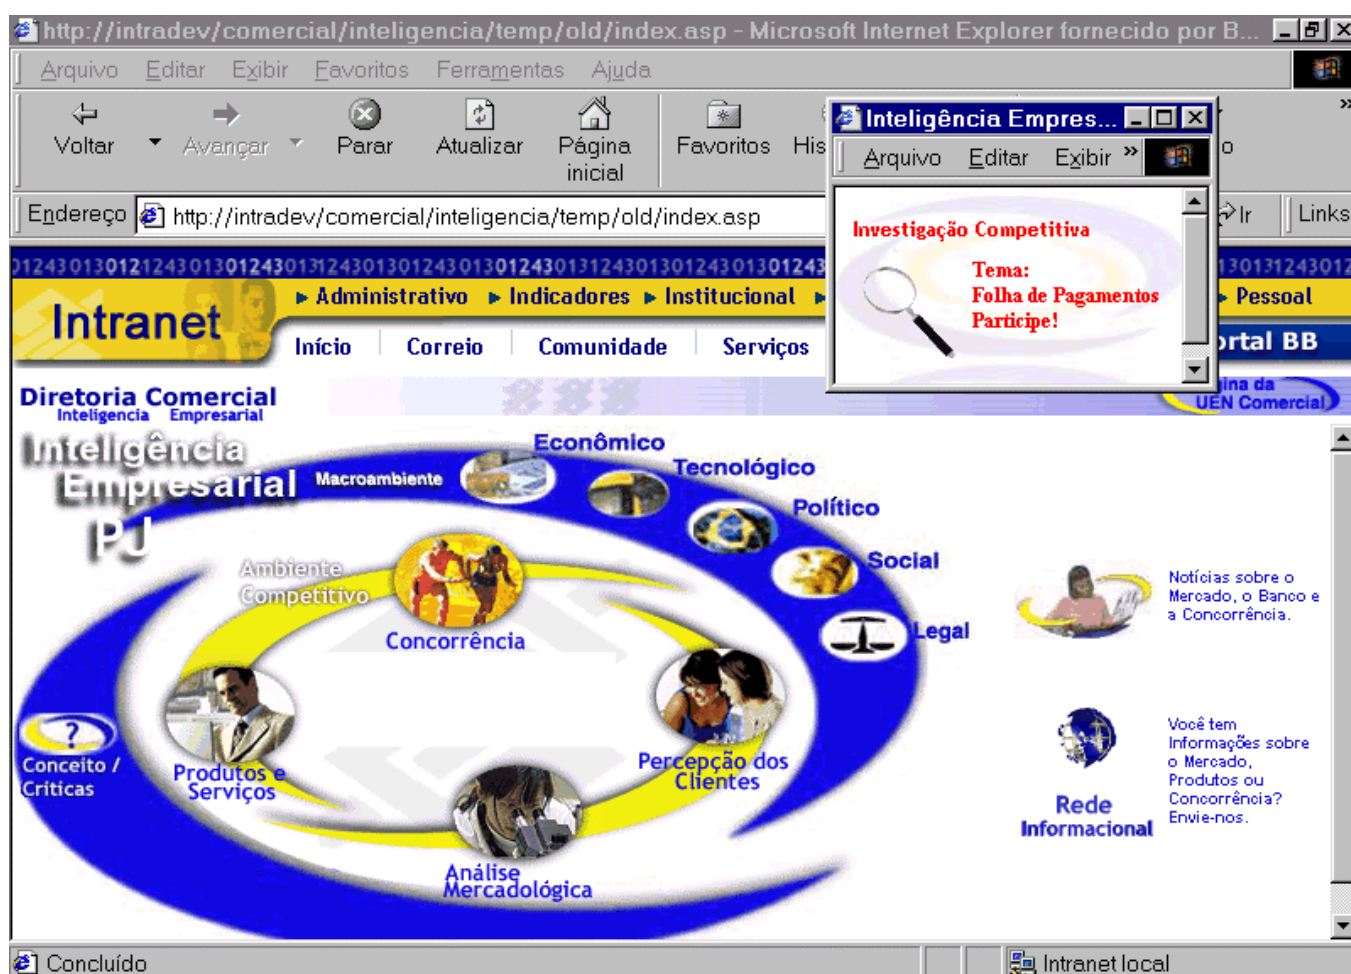 http://intradev/comercial/inteligencia/temp/old/index.asp - Microsoft Internet Explorer fornecido por B...
Arquivo Editar Exibir Favoritos Ferramentas Ajuda
Voltar Avançar Parar Atualizar Página inicial Favoritos His
Endereço http://intradev/comercial/inteligencia/temp/old/index.asp Ir Links
Inteligência Empres...
Arquivo Editar Exibir
Investigação Competitiva
Tema:
Folha de Pagamentos
Participe!
Intranet
Administrativo Indicadores Institucional Pessoal
Início Correio Comunidade Serviços
BB
Diretoria Comercial
Inteligencia Empresarial
da
UEN Comercial
Inteligência
Empresarial
PJ
Macroambiente
Econômico
Tecnológico
Político
Social
Legal
Ambiente
Competitivo
Concorrência
Produtos e
Serviços
Percepção dos
Clientes
Análise
Mercadológica
Conceito /
Críticas
Notícias sobre o
Mercado, o Banco e
a Concorrência.
Você tem
Informações sobre
o Mercado,
Produtos ou
Concorrência?
Envie-nos.
Rede
Informacional
Concluído
Intranet local